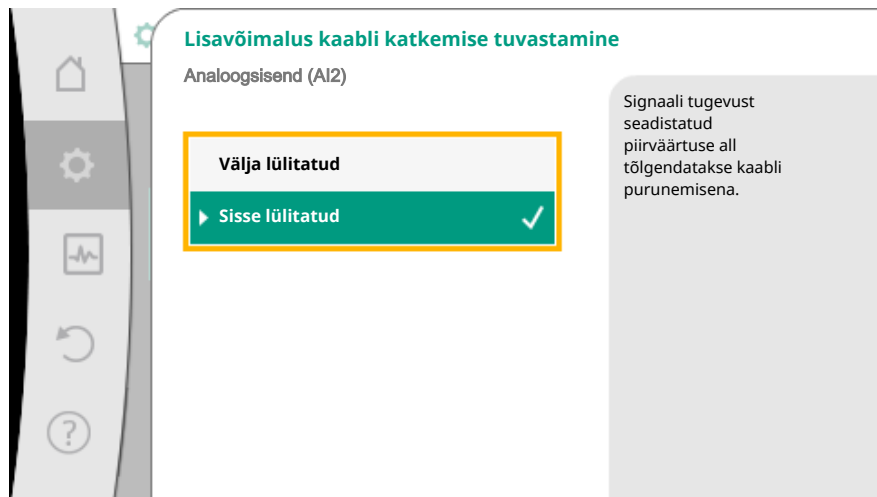 Lisavõimalus kaabli katkemise tuvastamine
Analoogsisend (AI2)
Välja lülitatud
Sisse lülitatud
Signaali tugevust
seadistatud
piirväärtuse all
tõlgendatakse kaabli
purunemisena.
?